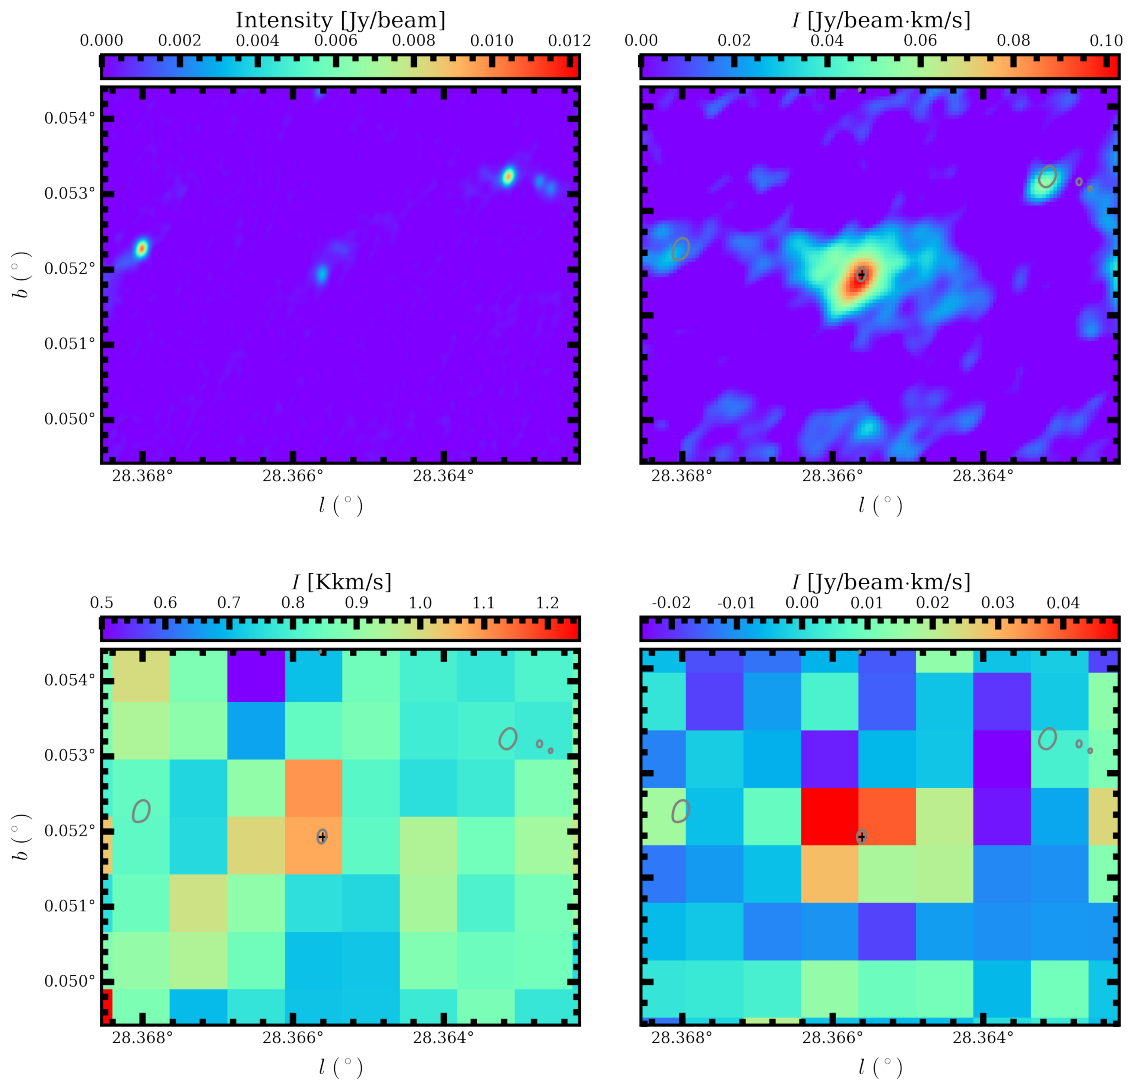 Intensity [Jy/beam]
0.000 0.002 0.004 0.006 0.008 0.010 0.012
0.054°
0.053°
0.052°
0.051°
0.050°
b (°)
28.368° 28.366° 28.364°
l (°)
I [Jy/beam·km/s]
0.00 0.02 0.04 0.06 0.08 0.10
28.368° 28.366° 28.364°
l (°)
I [Kkm/s]
0.5 0.6 0.7 0.8 0.9 1.0 1.1 1.2
0.054°
0.053°
0.052°
0.051°
0.050°
b (°)
28.368° 28.366° 28.364°
l (°)
I [Jy/beam·km/s]
-0.02 -0.01 0.00 0.01 0.02 0.03 0.04
28.368° 28.366° 28.364°
l (°)